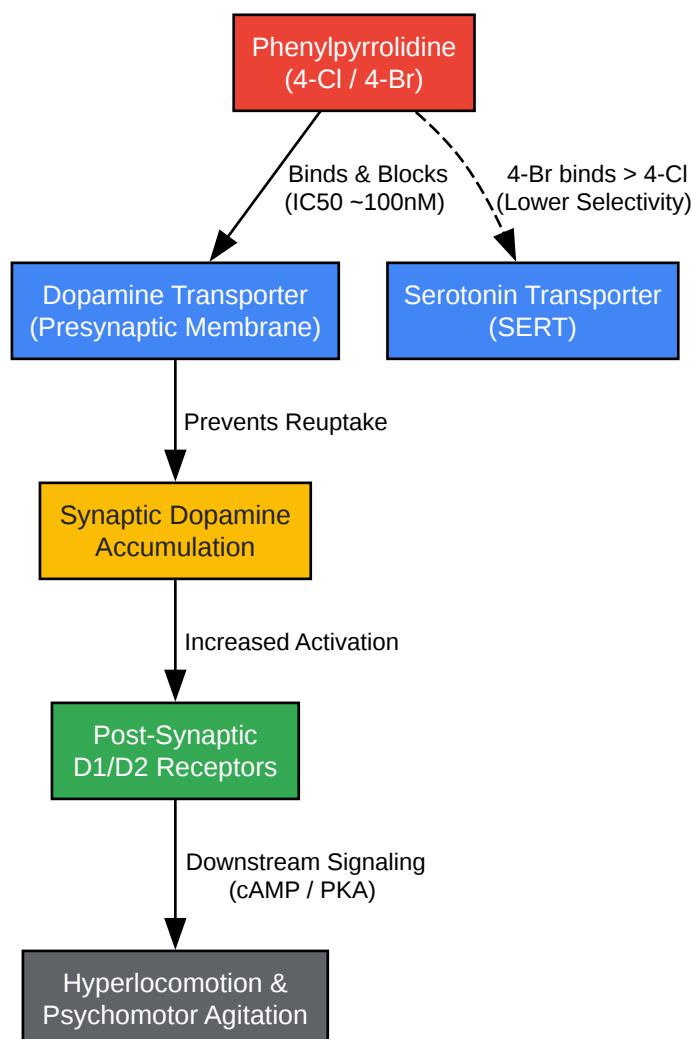 Phenylpyrrolidine
(4-Cl / 4-Br)
Binds & Blocks
(IC50 ~100nM)
4-Br binds > 4-Cl
(Lower Selectivity)
Dopamine Transporter
(Presynaptic Membrane)
Serotonin Transporter
(SERT)
Prevents Reuptake
Synaptic Dopamine
Accumulation
Increased Activation
Post-Synaptic
D1/D2 Receptors
Downstream Signaling
(cAMP / PKA)
Hyperlocomotion &
Psychomotor Agitation